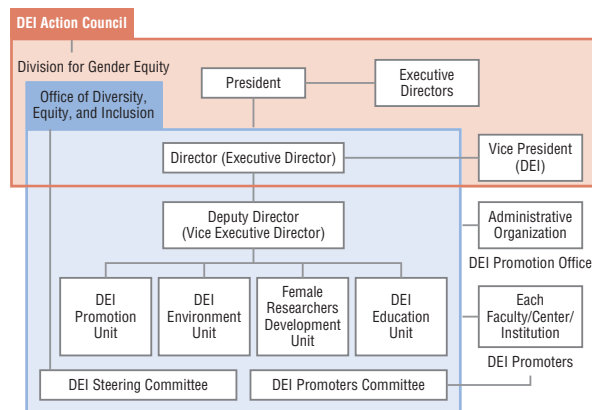 DEI Action Council
Division for Gender Equity
President
Executive
Directors
Office of Diversity,
Equity, and Inclusion
Director (Executive Director)
Vice President
(DEI)
Deputy Director
(Vice Executive Director)
Administrative
Organization
DEI Promotion Office
DEI
Promotion
Unit
DEI
Environment
Unit
Female
Researchers
Development
Unit
DEI
Education
Unit
Each
Faculty/Center/
Institution
DEI Promoters
DEI Steering Committee
DEI Promoters Committee